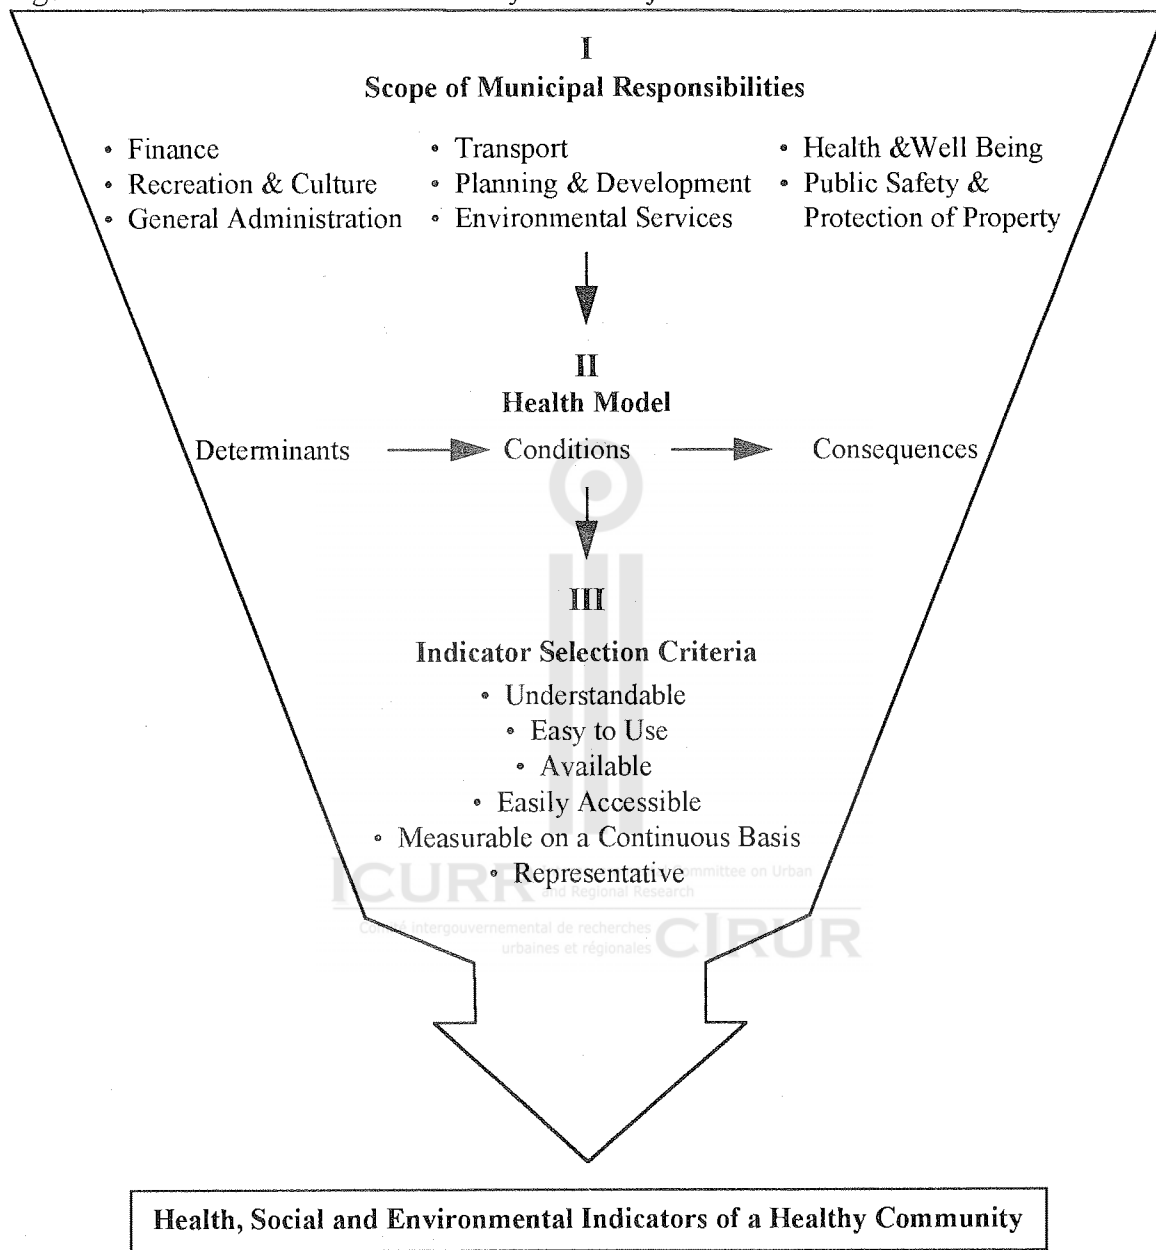 I
Scope of Municipal Responsibilities
• Finance
• Recreation & Culture
• General Administration
• Transport
• Planning & Development
• Environmental Services
• Health &Well Being
• Public Safety &
Protection of Property
II
Health Model
Determinants Conditions Consequences
III
Indicator Selection Criteria
• Understandable
• Easy to Use
• Available
• Easily Accessible
• Measurable on a Continuous Basis
• Representative
ICURR
Committee on Urban
and Regional Research
Comité intergouvernemental de recherches
urbaines et régionales
CIRUR
Health, Social and Environmental Indicators of a Healthy Community